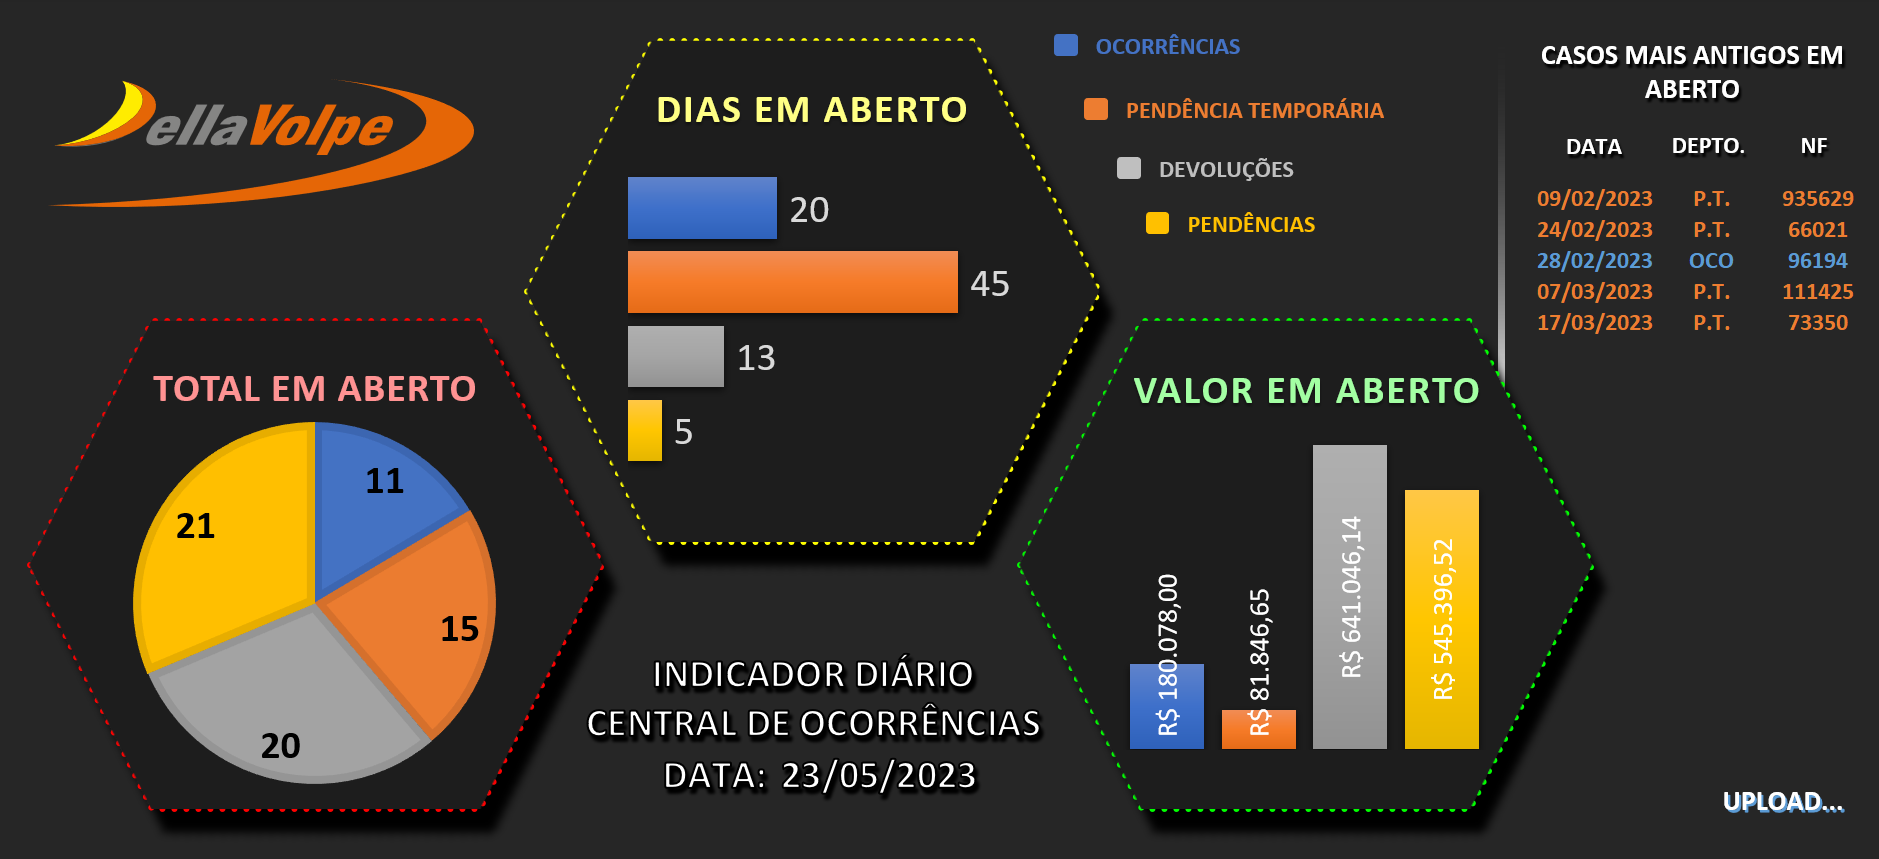 ellaVolpe
DIAS EM ABERTO
20
45
13
5
OCORRÊNCIAS
PENDÊNCIA TEMPORÁRIA
DEVOLUÇÕES
PENDÊNCIAS
CASOS MAIS ANTIGOS EM
ABERTO
DATA DEPTO. NF
09/02/2023 P.T. 935629
24/02/2023 P.T. 66021
28/02/2023 OCO 96194
07/03/2023 P.T. 111425
17/03/2023 P.T. 73350
TOTAL EM ABERTO
11
15
20
21
VALOR EM ABERTO
R$ 180.078,00
R$ 81.846,65
R$ 641.046,14
R$ 545.396,52
INDICADOR DIÁRIO
CENTRAL DE OCORRÊNCIAS
DATA: 23/05/2023
UPLOAD...